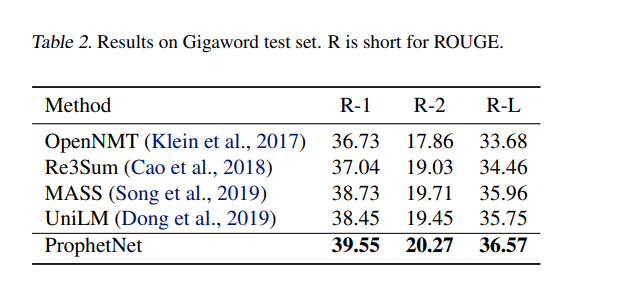 Table 2. Results on Gigaword test set. R is short for ROUGE.
Method R-1 R-2 R-L
OpenNMT (Klein et al., 2017) 36.73 17.86 33.68
Re3Sum (Cao et al., 2018) 37.04 19.03 34.46
MASS (Song et al., 2019) 38.73 19.71 35.96
UniLM (Dong et al., 2019) 38.45 19.45 35.75
ProphetNet 39.55 20.27 36.57